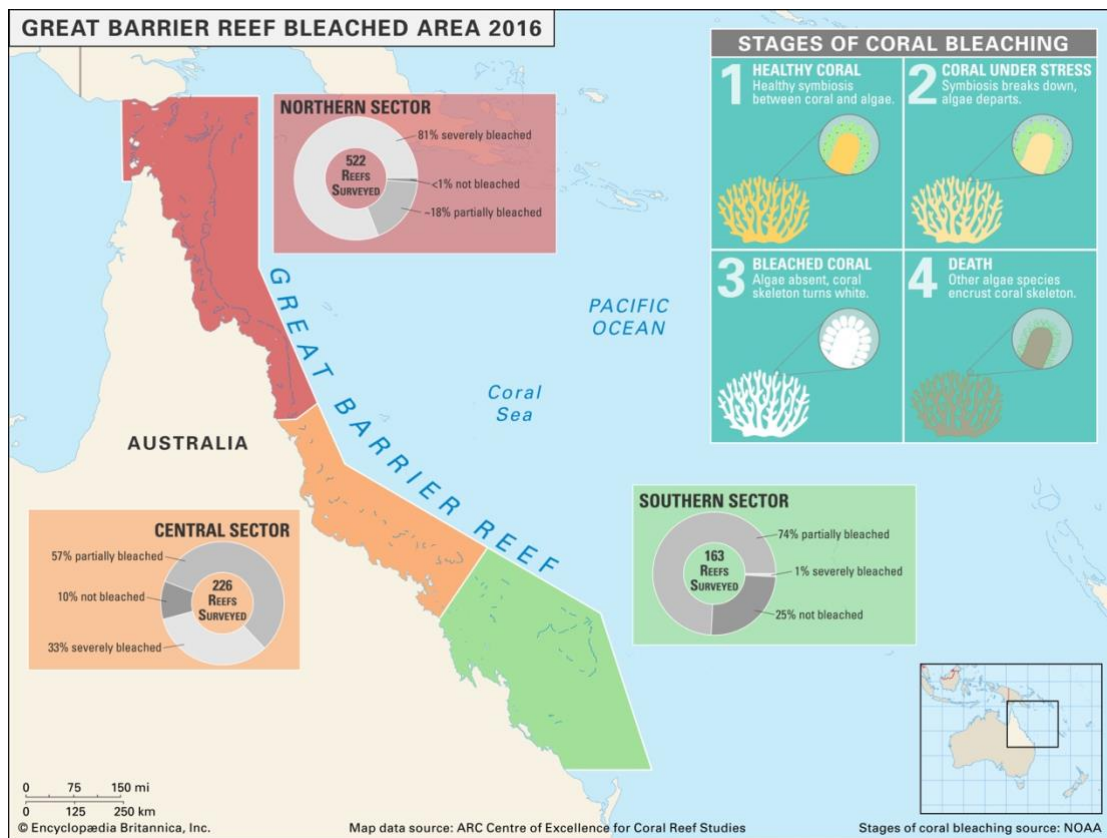 GREAT BARRIER REEF BLEACHED AREA 2016
NORTHERN SECTOR
522
REEFS
SURVEYED
81% severely bleached
<1% not bleached
~18% partially bleached
STAGES OF CORAL BLEACHING
1 HEALTHY CORAL
Healthy symbiosis
between coral and algae.
2 CORAL UNDER STRESS
Symbiosis breaks down,
algae departs.
3 BLEACHED CORAL
Algae absent, coral
skeleton turns white.
4 DEATH
Other algae species
encrust coral skeleton.
GREAT BARRIER REEF
PACIFIC
OCEAN
Coral
Sea
AUSTRALIA
CENTRAL SECTOR
57% partially bleached
10% not bleached
33% severely bleached
226
REEFS
SURVEYED
SOUTHERN SECTOR
163
REEFS
SURVEYED
74% partially bleached
1% severely bleached
25% not bleached
0 75 150 mi
0 125 250 km
© Encyclopædia Britannica, Inc.
Map data source: ARC Centre of Excellence for Coral Reef Studies
Stages of coral bleaching source: NOAA